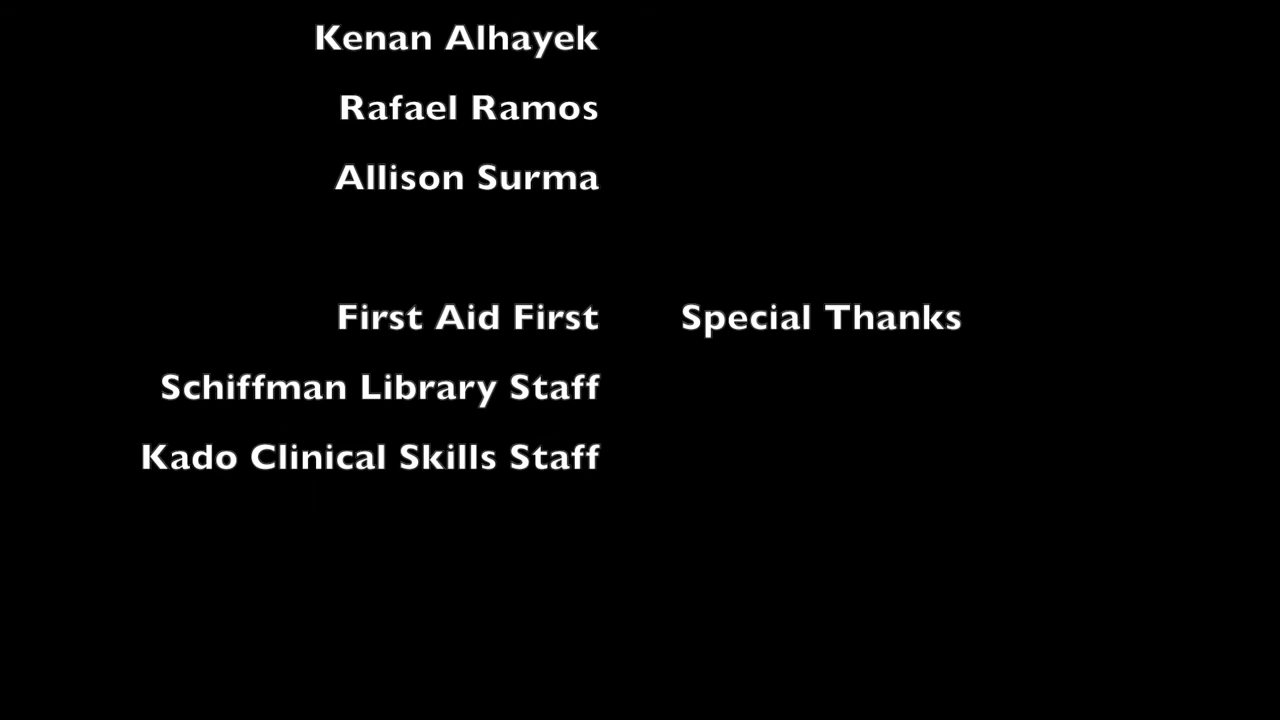 Kenan Alhayek
Rafael Ramos
Allison Surma
First Aid First Special Thanks
Schiffman Library Staff
Kado Clinical Skills Staff